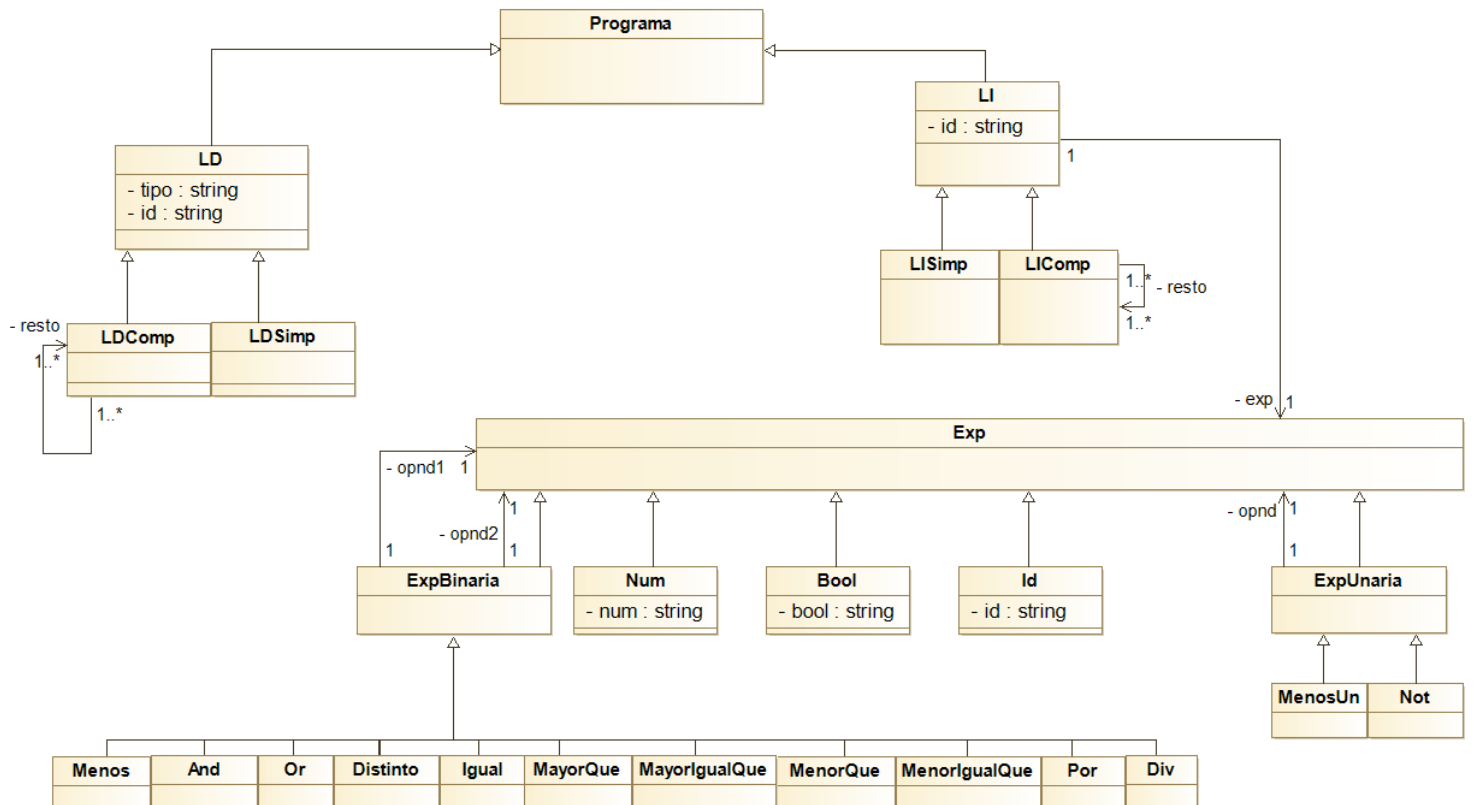 Programa
LI
- id : string
1
LD
- tipo : string
- id : string
LISimp
LIComp
1..*
- resto
1..*
- resto
1..*
LDComp
LDSimp
1..*
- exp
1
Exp
- opnd1
1
1
- opnd2
1
1
- opnd
1
1
ExpBinaria
Num
- num : string
Bool
- bool : string
Id
- id : string
ExpUnaria
MenosUn
Not
Menos
And
Or
Distinto
Igual
MayorQue
MayorIgualQue
MenorQue
MenorIgualQue
Por
Div